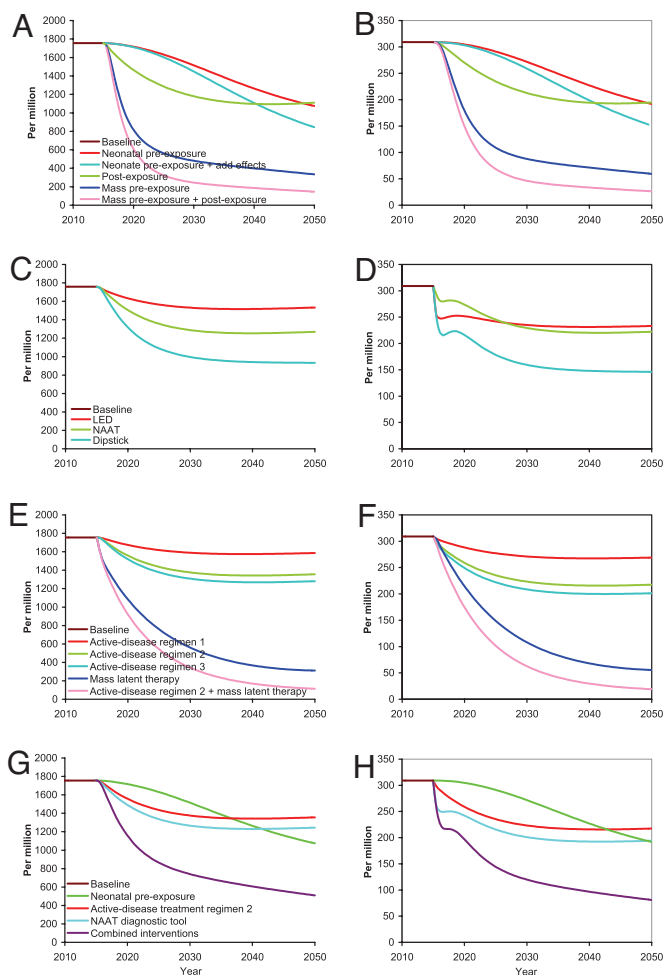 A
2000
1800
1600
1400
1200
1000
800
600
400
200
0
Per million
Baseline
Neonatal pre-exposure
Neonate pre-exposure + add effects
Post-exposure
Mass pre-exposure
Mass pre-exposure + post-exposure
2010 2020 2030 2040 2050
B
350
300
250
200
150
100
50
0
Per million
2010 2020 2030 2040 2050
C
2000
1800
1600
1400
1200
1000
800
600
400
200
0
Per million
Baseline
LED
NAAT
Dipstick
2010 2020 2030 2040 2050
D
350
300
250
200
150
100
50
0
Per million
2010 2020 2030 2040 2050
E
2000
1800
1600
1400
1200
1000
800
600
400
200
0
Per million
Baseline
Active-disease regimen 1
Active-disease regimen 2
Active-disease regimen 3
Mass latent therapy
Active-disease regimen 2 + mass latent therapy
2010 2020 2030 2040 2050
F
350
300
250
200
150
100
50
0
Per million
2010 2020 2030 2040 2050
G
2000
1800
1600
1400
1200
1000
800
600
400
200
0
Per million
Baseline
Neonatal pre-exposure
Active-disease treatment regimen 2
NAAT diagnostic tool
Combined interventions
2010 2020 2030 2040 2050
Year
H
350
300
250
200
150
100
50
0
Per million
2010 2020 2030 2040 2050
Year